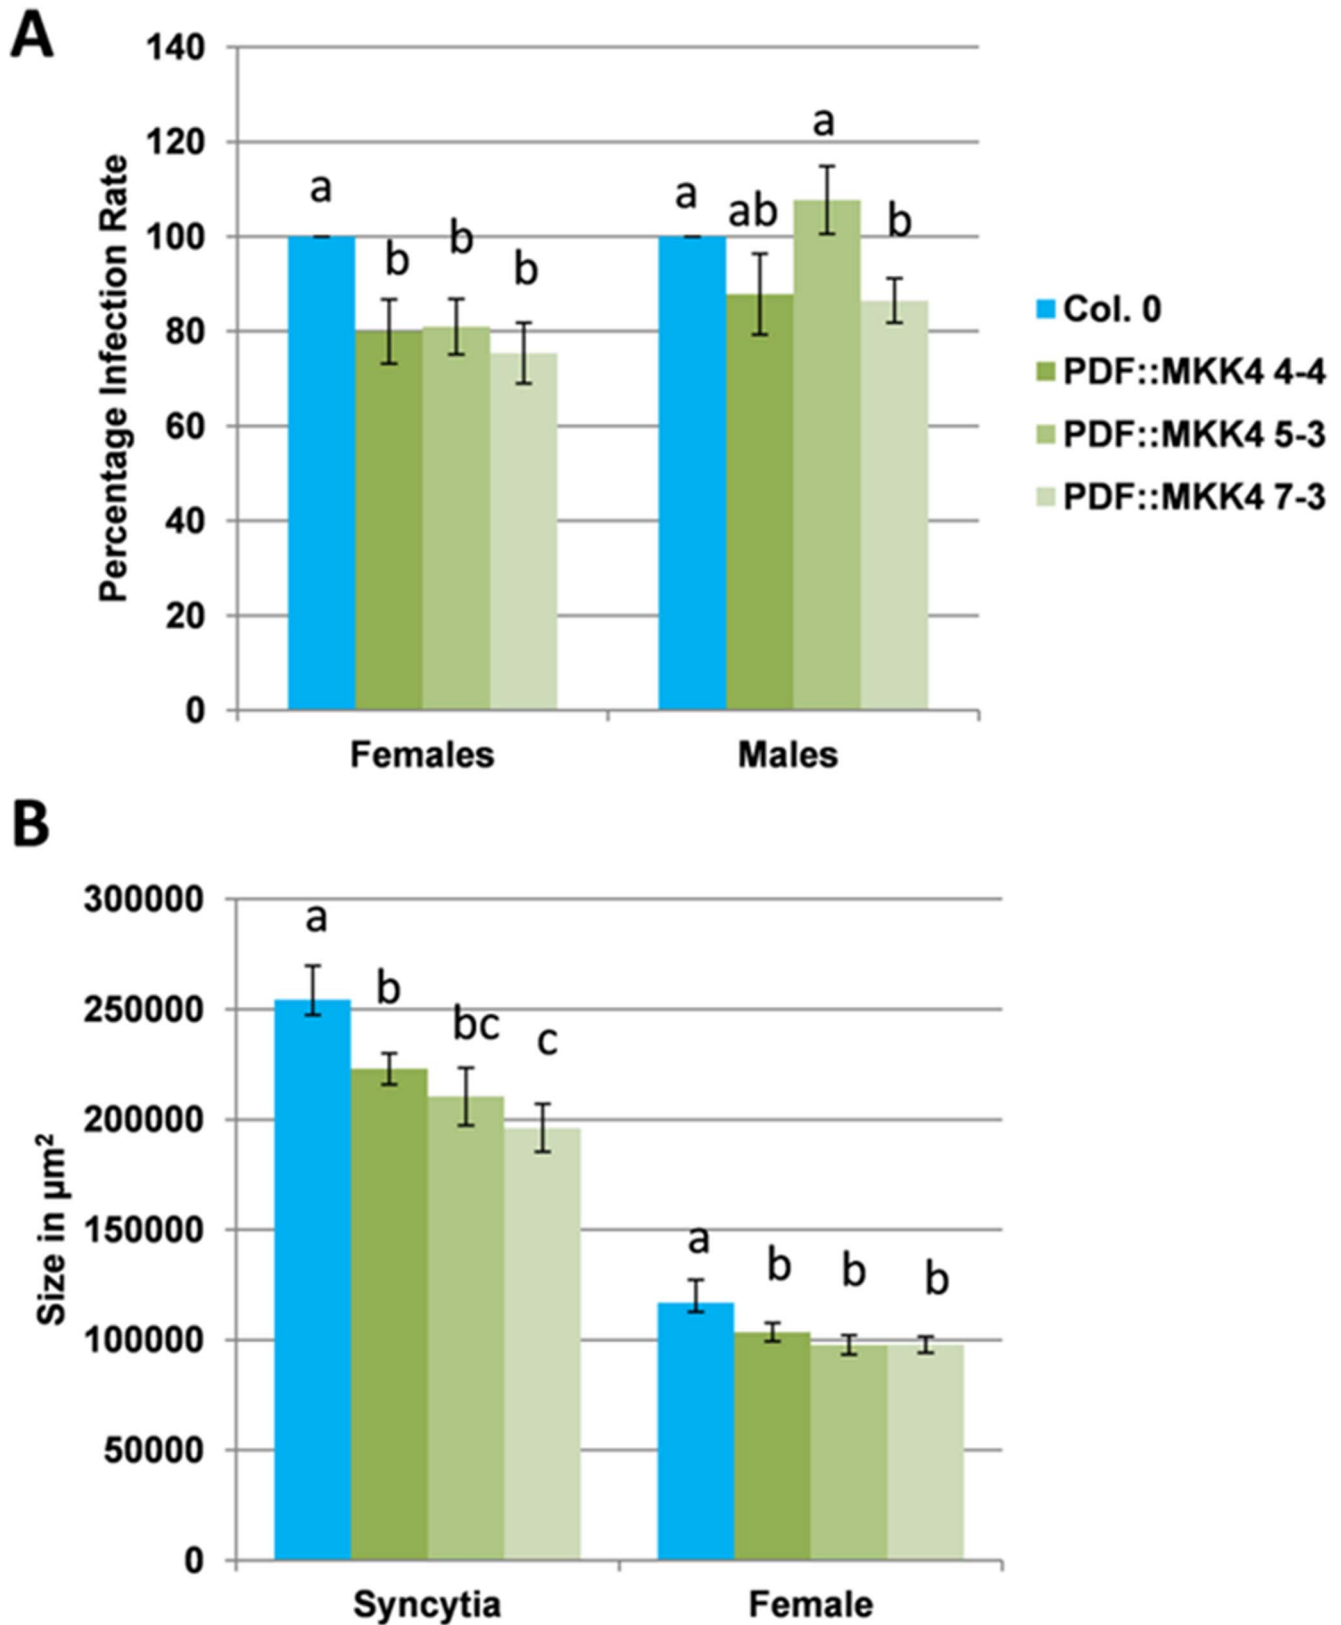 A
140
120
100
80
60
40
20
0
Percentage Infection Rate
a
b
b
b
a
ab
a
b
Females
Males
Col. 0
PDF::MKK4 4-4
PDF::MKK4 5-3
PDF::MKK4 7-3
B
300000
250000
200000
150000
100000
50000
0
Size in µm²
a
b
bc
c
a
b
b
b
Syncytia
Female